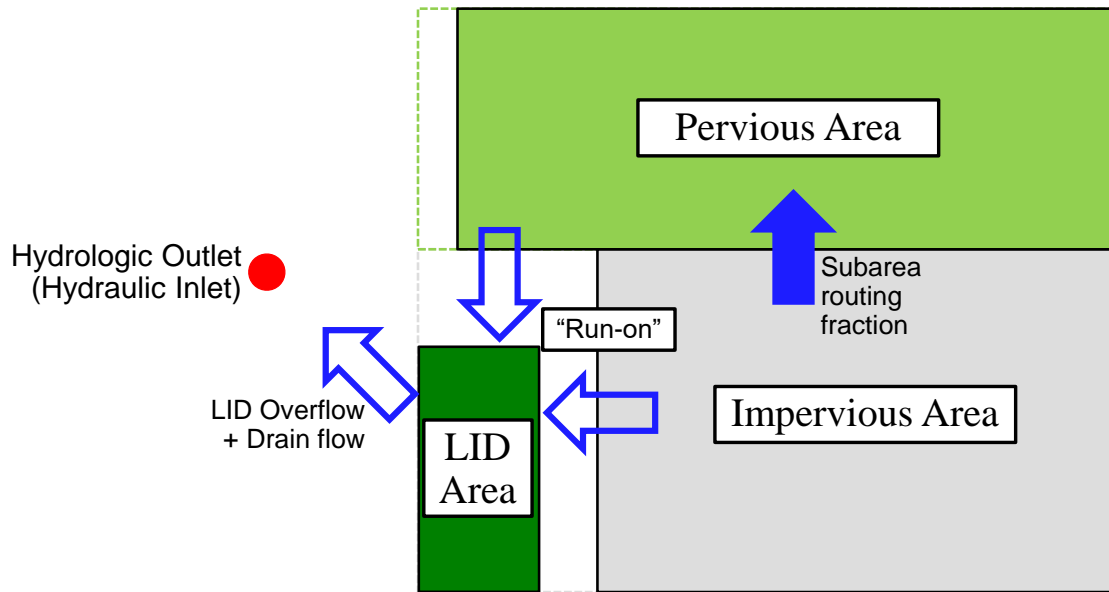 Pervious Area
Hydrologic Outlet
(Hydraulic Inlet)
Subarea
routing
fraction
“Run-on”
LID Overflow
+ Drain flow
LID
Area
Impervious Area